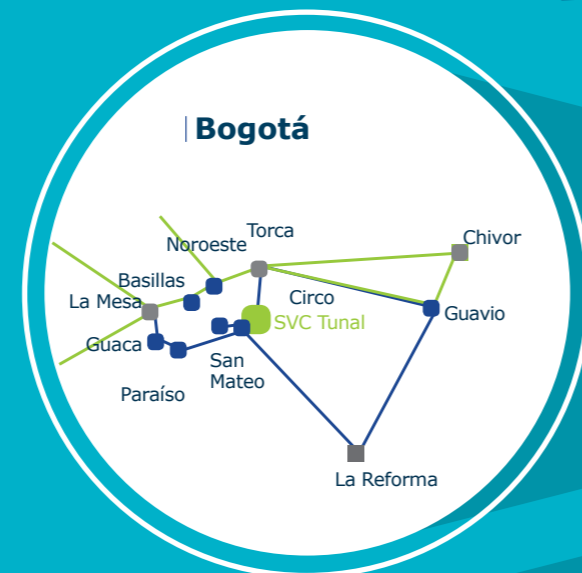 Bogotá
Torca
Noroeste
Chivor
Basillas
La Mesa
Circo
Guavio
SVC Tunal
Guaca
San
Mateo
Paraíso
La Reforma